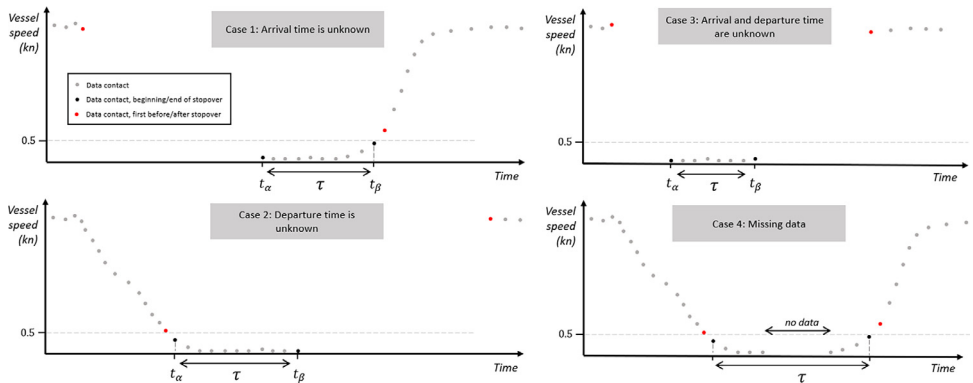 Vessel
speed
(kn)
Case 1: Arrival time is unknown
Data contact
Data contact, beginning/end of stopover
Data contact, first before/after stopover
0.5
tα
τ
tβ
Time
Case 3: Arrival and departure time
are unknown
Vessel
speed
(kn)
0.5
tα
τ
tβ
Time
Vessel
speed
(kn)
Case 2: Departure time is
unknown
0.5
tα
τ
tβ
Time
Vessel
speed
(kn)
Case 4: Missing data
no data
0.5
τ
Time